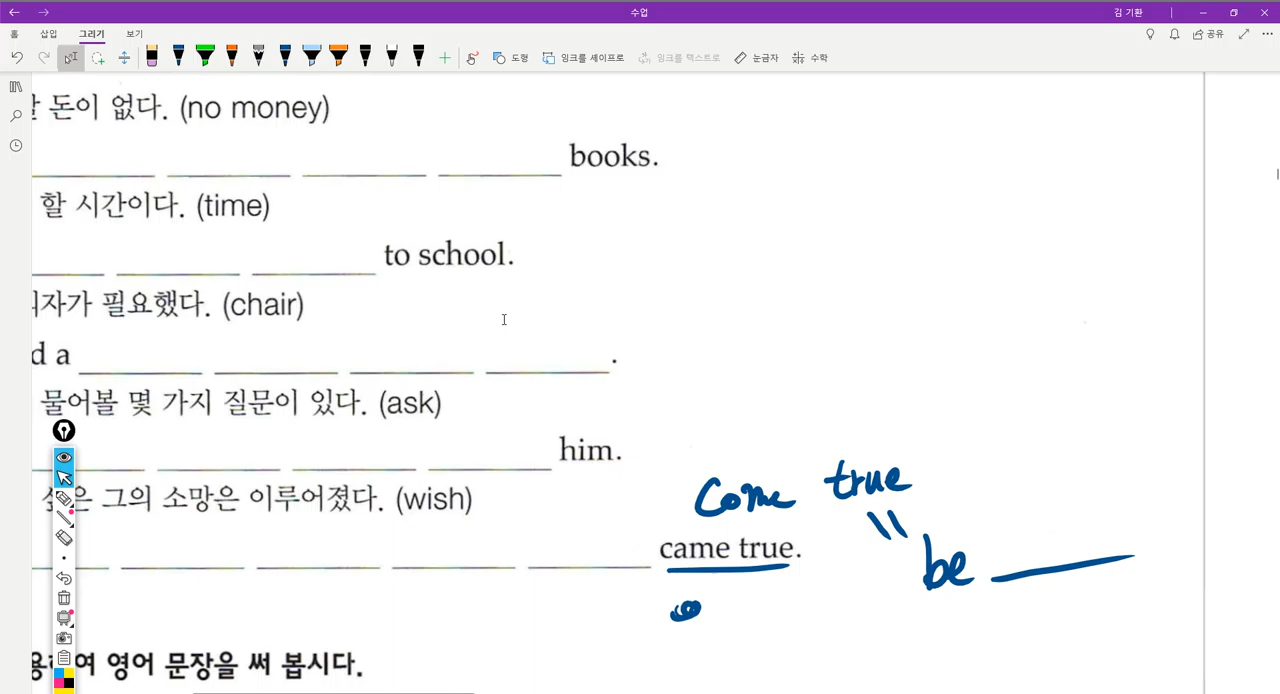 수업
김 기환
홈 삽입 그리기 보기
공유
도형 잉크를 셰이프로 잉크를 텍스트로 눈금자 수학
돈이 없다. (no money)
books.
할 시간이다. (time)
to school.
의자가 필요했다. (chair)
d a .
물어볼 몇 가지 질문이 있다. (ask)
him.
싶은 그의 소망은 이루어졌다. (wish)
come true
came true.
be
영어 문장을 써 봅시다.